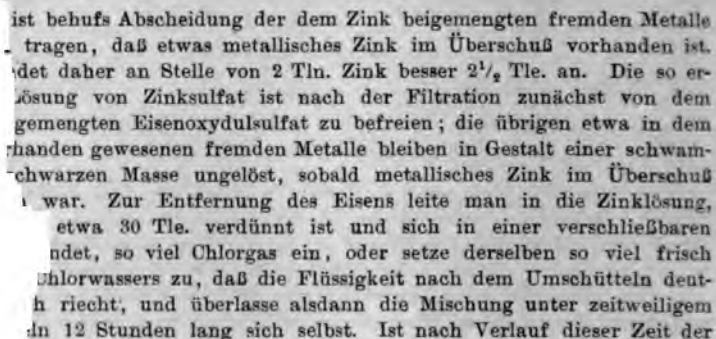 ist behufs Abscheidung der dem Zink beigemengten fremden Metalle
tragen, daß etwas metallisches Zink im Überschuß vorhanden ist.
det daher an Stelle von 2 Tln. Zink besser 2½ Tle. an. Die so er-
ösung von Zinksulfat ist nach der Filtration zunächst von dem
gemengten Eisenoxydulsulfat zu befreien; die übrigen etwa in dem
handen gewesenen fremden Metalle bleiben in Gestalt einer schwam-
chwarzen Masse ungelöst, sobald metallisches Zink im Überschuß
war. Zur Entfernung des Eisens leite man in die Zinklösung,
etwa 30 Tle. verdünnt ist und sich in einer verschließbaren
ndet, so viel Chlorgas ein, oder setze derselben so viel frisch
hlorwassers zu, daß die Flüssigkeit nach dem Umschütteln deut-
h riecht, und überlasse alsdann die Mischung unter zeitweiligem
ln 12 Stunden lang sich selbst. Ist nach Verlauf dieser Zeit der